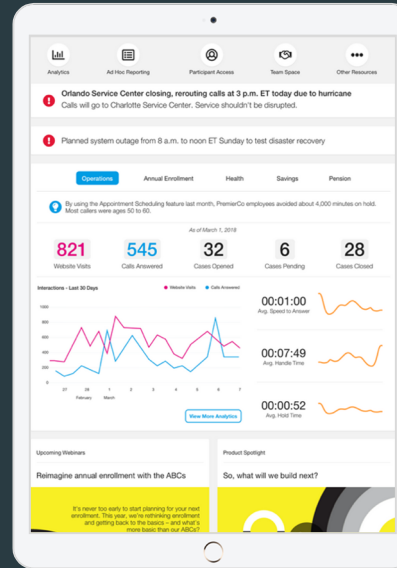 Analytics
Ad Hoc Reporting
Participant Access
Team Space
Other Resources
Orlando Service Center closing, rerouting calls at 3 p.m. ET today due to hurricane
Calls will go to Charlotte Service Center. Service shouldn't be disrupted.
Planned system outage from 8 a.m. to noon ET Sunday to test disaster recovery
Operations
Annual Enrollment
Health
Savings
Pension
By using the Appointment Scheduling feature last month, PremierCo employees avoided about 4,000 minutes on hold.
Most callers were ages 50 to 60.
As of March 1, 2018
821
545
32
6
28
Website Visits
Calls Answered
Cases Opened
Cases Pending
Cases Closed
Interactions - Last 30 Days
Website Visits
Calls Answered
1000
800
600
400
200
0
27
28
1
2
3
4
5
6
7
February
March
View More Analytics
00:01:00
Avg. Speed to Answer
00:07:49
Avg. Handle Time
00:00:52
Avg. Hold Time
Upcoming Webinars
Reimagine annual enrollment with the ABCs
It's never too early to start planning for your next
enrollment. This year, we're rethinking enrollment
and getting back to the basics – and what's
more basic than our ABCs?
Product Spotlight
So, what will we build next?